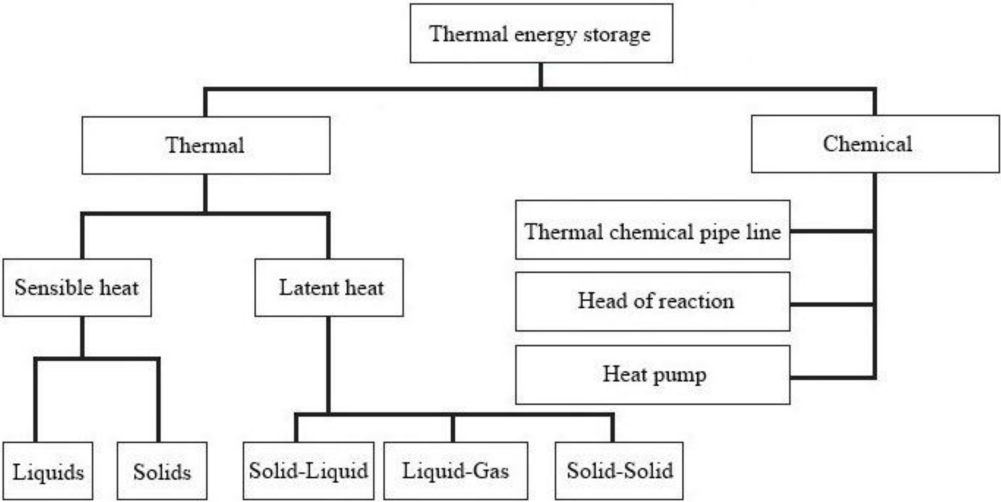 Thermal energy storage
Thermal
Chemical
Thermal chemical pipe line
Sensible heat
Latent heat
Head of reaction
Heat pump
Liquids
Solids
Solid-Liquid
Liquid-Gas
Solid-Solid